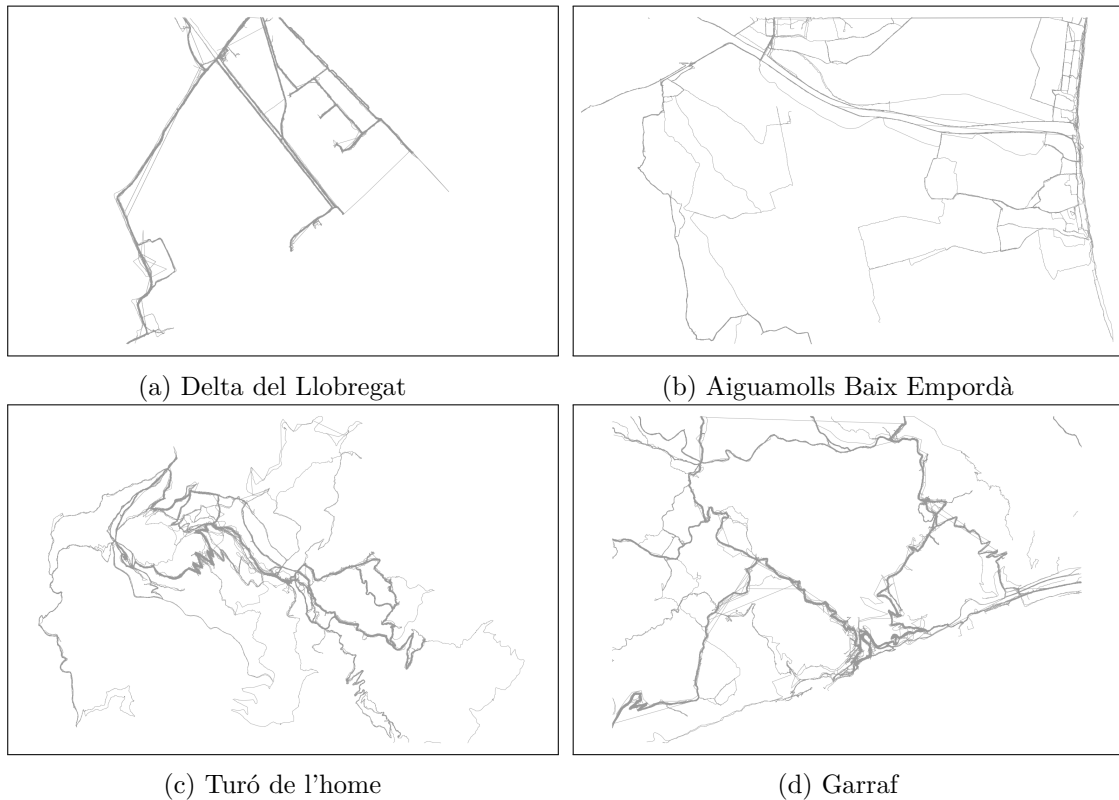 (a) Delta del Llobregat
(b) Aiguamolls Baix Empordà
(c) Turó de l'home
(d) Garraf